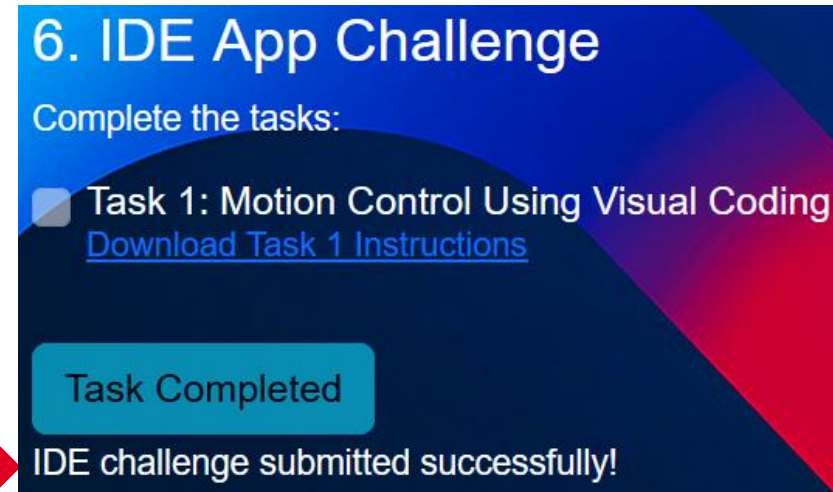 6. IDE App Challenge
Complete the tasks:
Task 1: Motion Control Using Visual Coding
Download Task 1 Instructions
Task Completed
IDE challenge submitted successfully!